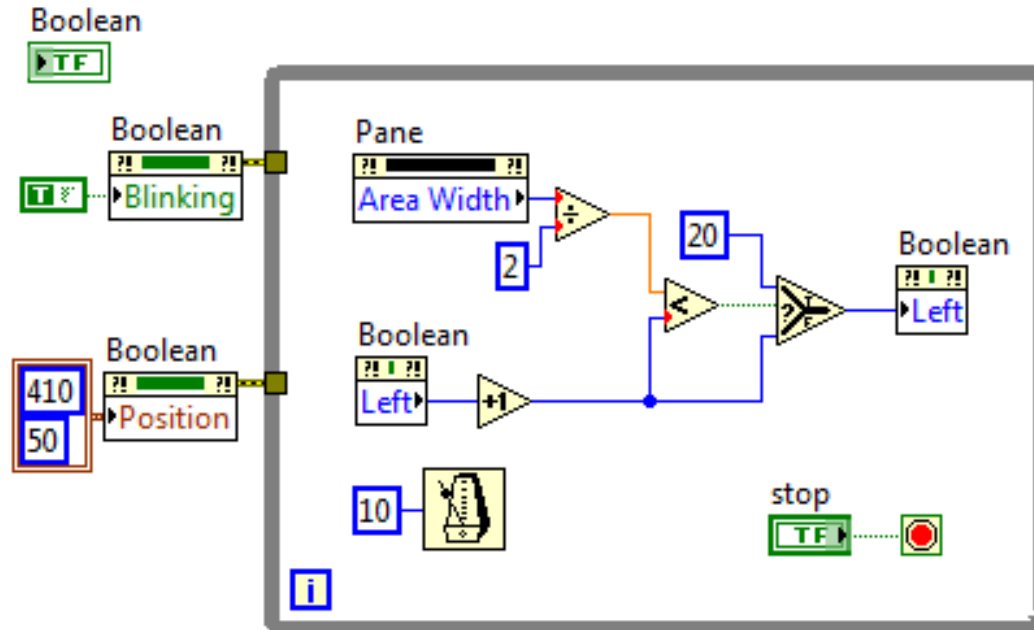 Boolean
TF
Boolean
?! ?!
T
Blinking
Pane
?! ?!
Area Width
÷
2
20
<
?
T
F
Boolean
?! ?!
Left
Boolean
?! ?!
410
50
Position
Boolean
?! ?!
Left
+1
10
stop
TF
i